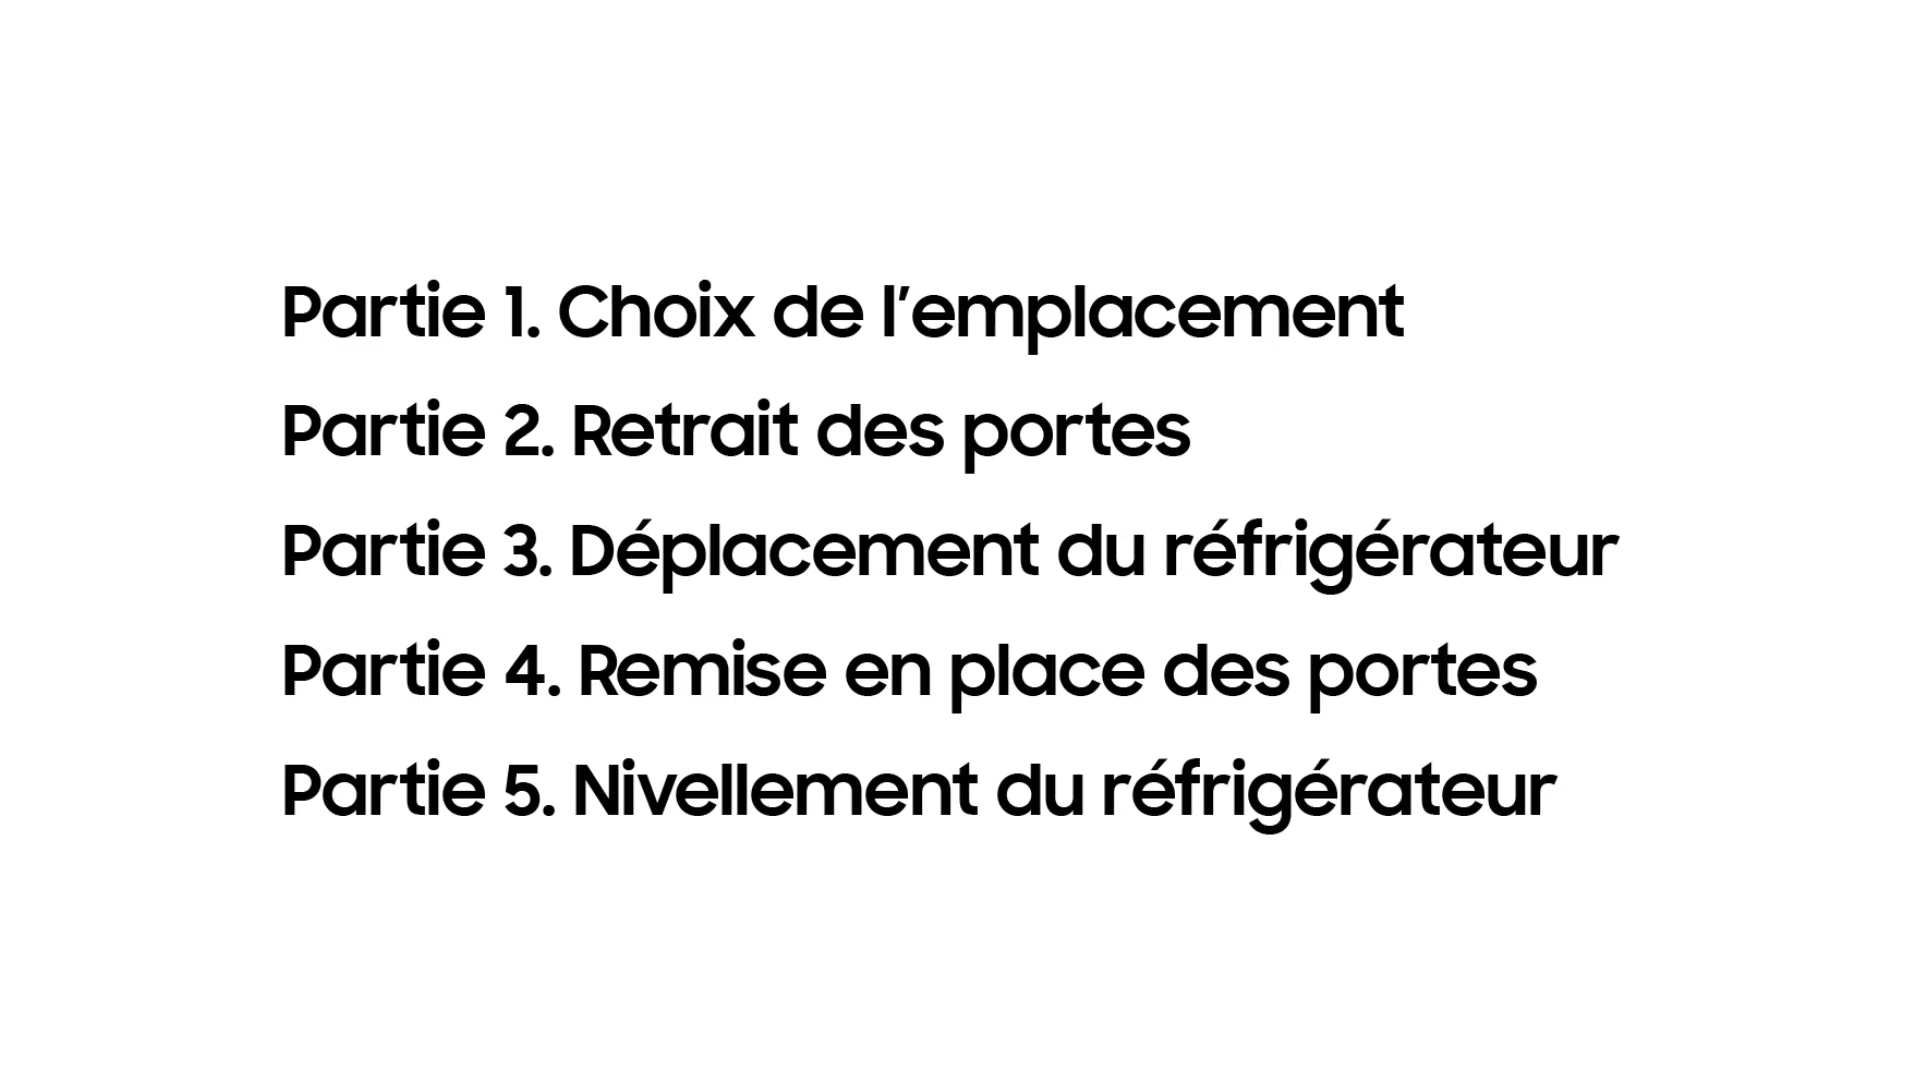 Partie 1. Choix de l’emplacement
Partie 2. Retrait des portes
Partie 3. Déplacement du réfrigérateur
Partie 4. Remise en place des portes
Partie 5. Nivellement du réfrigérateur